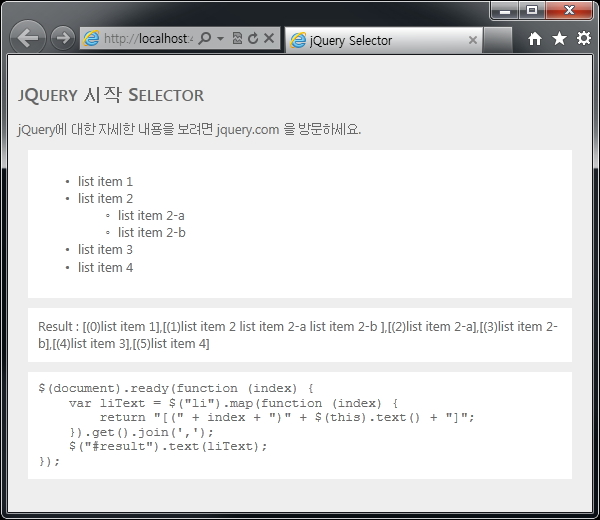 http://localhost:4
jQuery Selector
JQUERY 시작 SELECTOR
jQuery에 대한 자세한 내용을 보려면 jquery.com 을 방문하세요.
• list item 1
• list item 2
◦ list item 2-a
◦ list item 2-b
• list item 3
• list item 4
Result : [(0)list item 1],[(1)list item 2 list item 2-a list item 2-b ],[(2)list item 2-a],[(3)list item 2-
b],[(4)list item 3],[(5)list item 4]
$(document).ready(function (index) {
    var liText = $("li").map(function (index) {
        return "[(" + index + ")" + $(this).text() + "]";
    }).get().join(',');
    $("#result").text(liText);
});